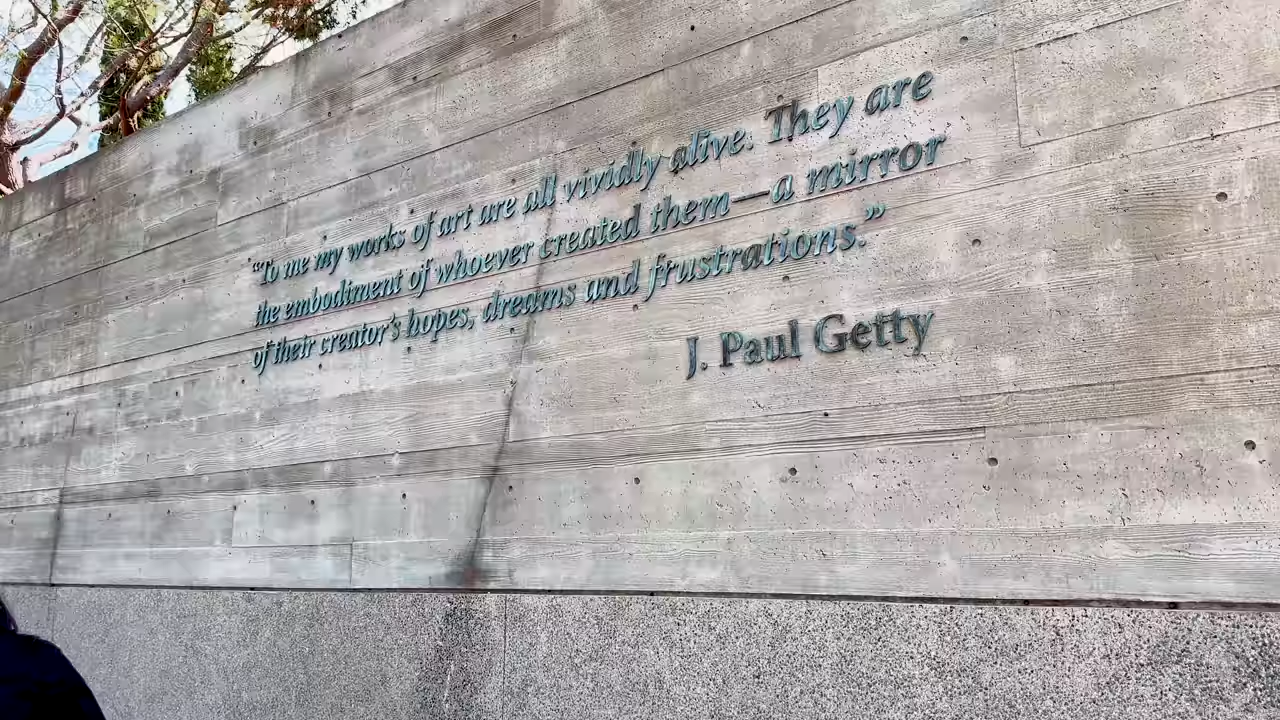 “To me my works of art are all vividly alive. They are
the embodiment of whoever created them—a mirror
of their creator’s hopes, dreams and frustrations.”
J. Paul Getty